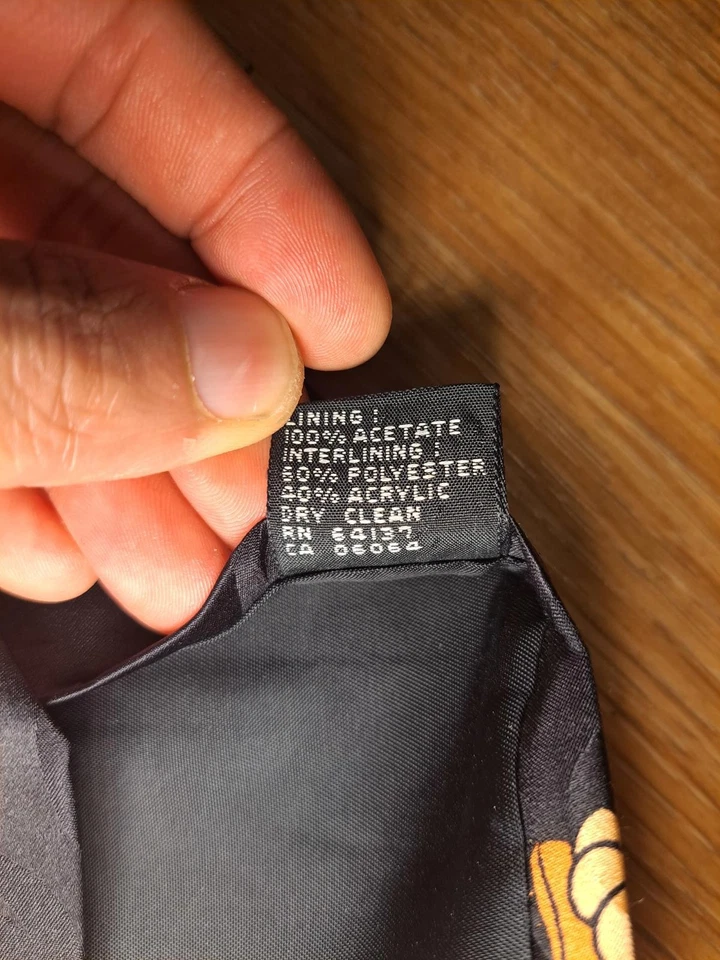 LINING :
100% ACETATE
INTERLINING :
60% POLYESTER
40% ACRYLIC
DRY CLEAN
RN 64137
CA 06064